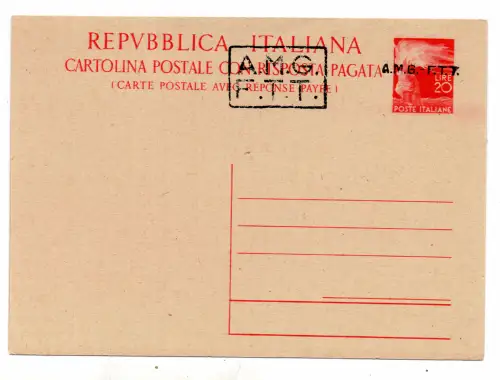 REPVBBLICA ITALIANA
CARTOLINA POSTALE CON RISPOSTA PAGATA
(CARTE POSTALE AVEC REPONSE PAYEE)
A.M.G.
F.T.T.
A.M.G. F.T.T.
LIRE
20
POSTE ITALIANE